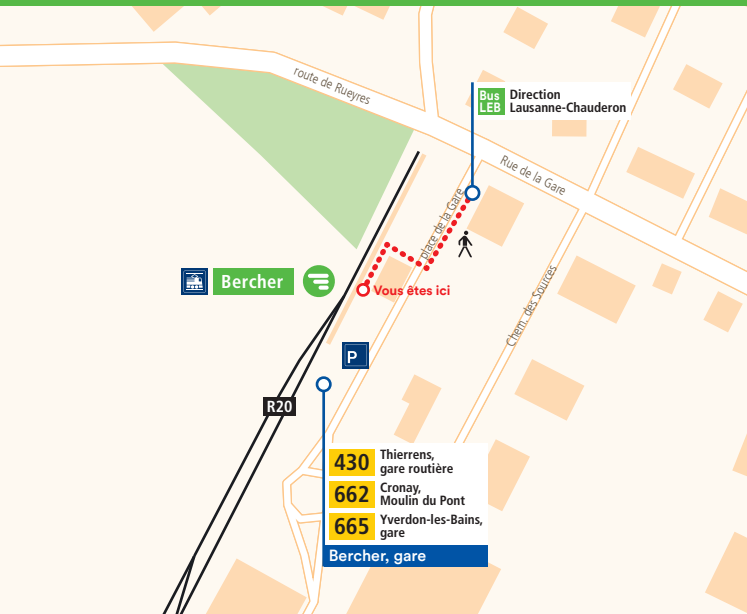 route de Rueyres
Bus
LEB
Direction
Lausanne-Chauderon
Rue de la Gare
place de la Gare
Bercher
Vous êtes ici
Chem. des Sources
P
R20
430
Thierrens,
gare routière
662
Cronay,
Moulin du Pont
665
Yverdon-les-Bains,
gare
Bercher, gare